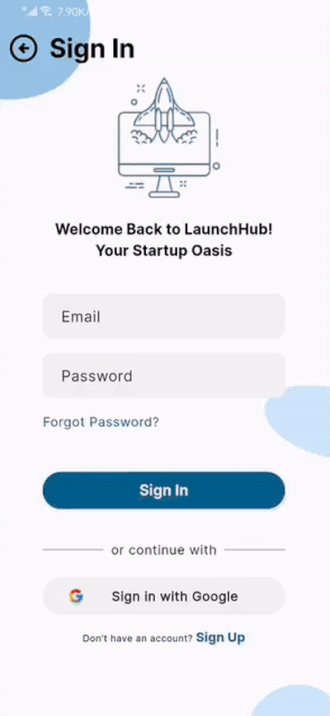 7.90K/
Sign In
Welcome Back to LaunchHub!
Your Startup Oasis
Email
Password
Forgot Password?
Sign In
or continue with
Sign in with Google
Don't have an account? Sign Up